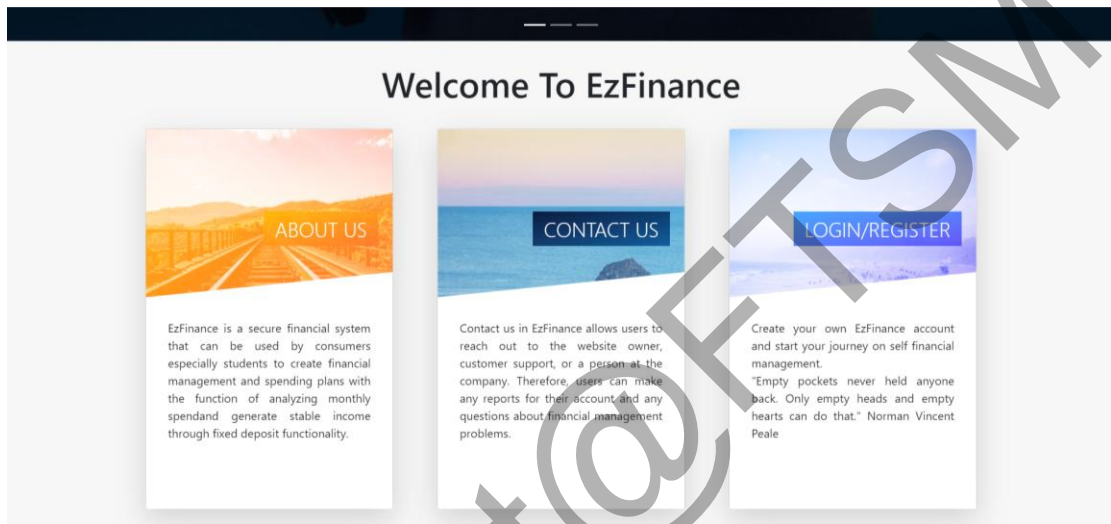 Welcome To EzFinance
ABOUT US
EzFinance is a secure financial system
that can be used by consumers
especially students to create financial
management and spending plans with
the function of analyzing monthly
spendand generate stable income
through fixed deposit functionality.
CONTACT US
Contact us in EzFinance allows users to
reach out to the website owner,
customer support, or a person at the
company. Therefore, users can make
any reports for their account and any
questions about financial management
problems.
LOGIN/REGISTER
Create your own EzFinance account
and start your journey on self financial
management.
"Empty pockets never held anyone
back. Only empty heads and empty
hearts can do that." Norman Vincent
Peale
t@FTSM